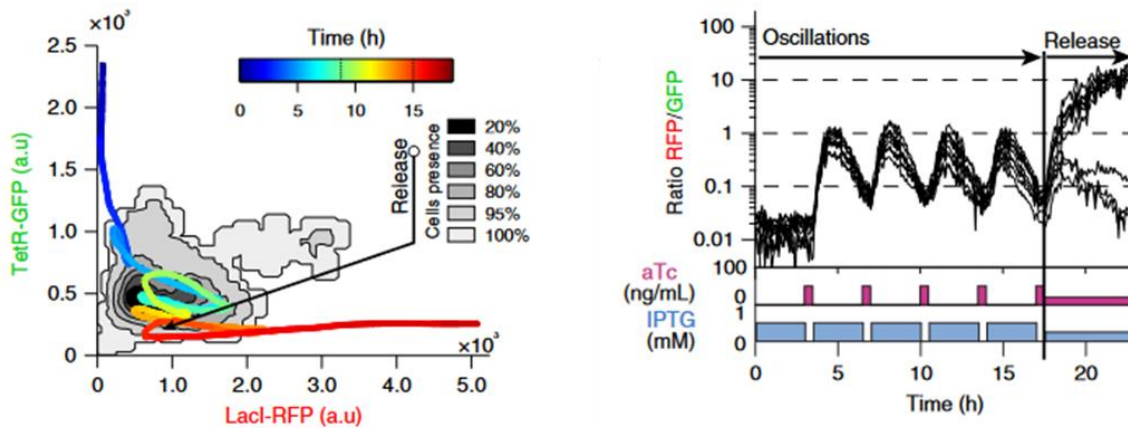 ×10³
2.5
2.0
1.5
1.0
0.5
0
TetR-GFP (a.u)
Time (h)
0 5 10 15
Release
Cells presence
20%
40%
60%
80%
95%
100%
×10³
0 1.0 2.0 3.0 4.0 5.0
LacI-RFP (a.u)
100
10
1
0.1
0.01
Ratio RFP/GFP
Oscillations
Release
aTc
(ng/mL)
100
0
IPTG
(mM)
1
0
0 5 10 15 20
Time (h)